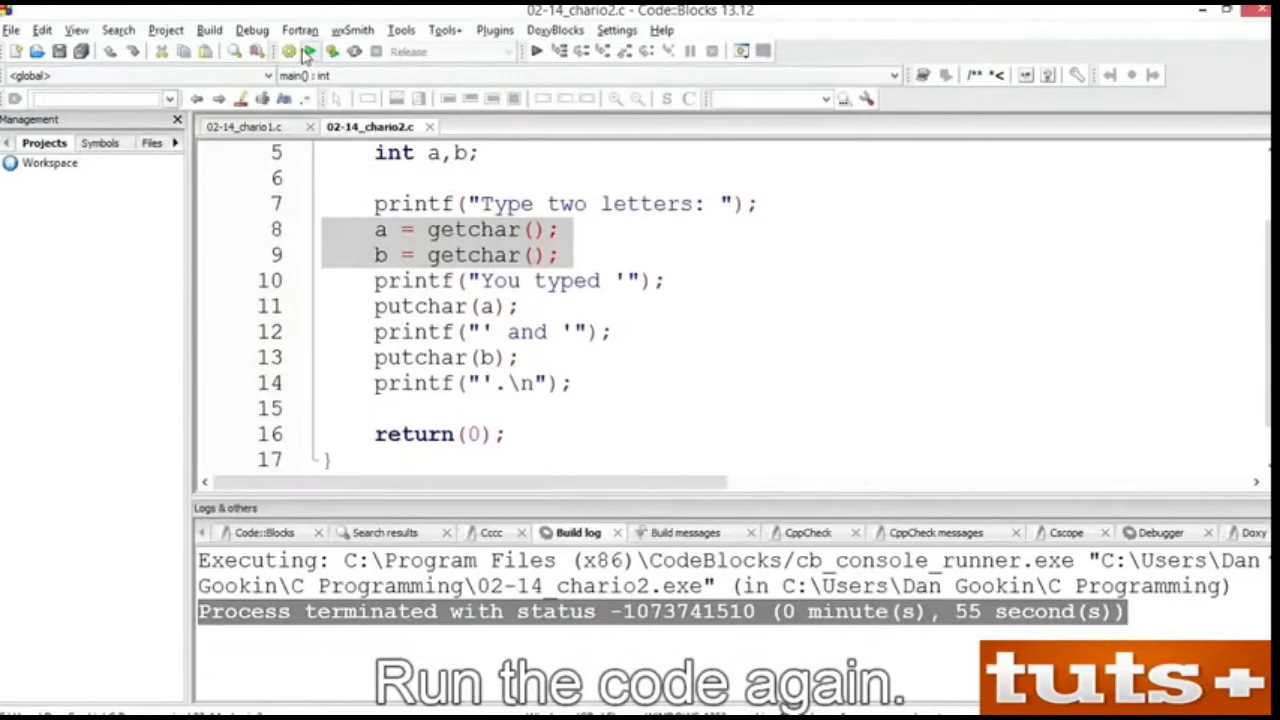 02-14_chario2.c - Code::Blocks 13.12
File Edit View Search Project Build Debug Fortran wxSmith Tools Tools+ Plugins DoxyBlocks Settings Help
Release
<global>
main() : int
Management
Projects Symbols Files
Workspace
02-14_chario1.c 02-14_chario2.c
5 int a,b;
6
7 printf("Type two letters: ");
8 a = getchar();
9 b = getchar();
10 printf("You typed '");
11 putchar(a);
12 printf("' and '");
13 putchar(b);
14 printf("'.\n");
15
16 return(0);
17 }
Logs & others
Code::Blocks Search results Cccc Build log Build messages CppCheck CppCheck messages Cscope Debugger Doxy
Executing: C:\Program Files (x86)\CodeBlocks/cb_console_runner.exe "C:\Users\Dan
Gookin\C Programming\02-14_chario2.exe" (in C:\Users\Dan Gookin\C Programming)
Process terminated with status -1073741510 (0 minute(s), 55 second(s))
Run the code again.
tuts+